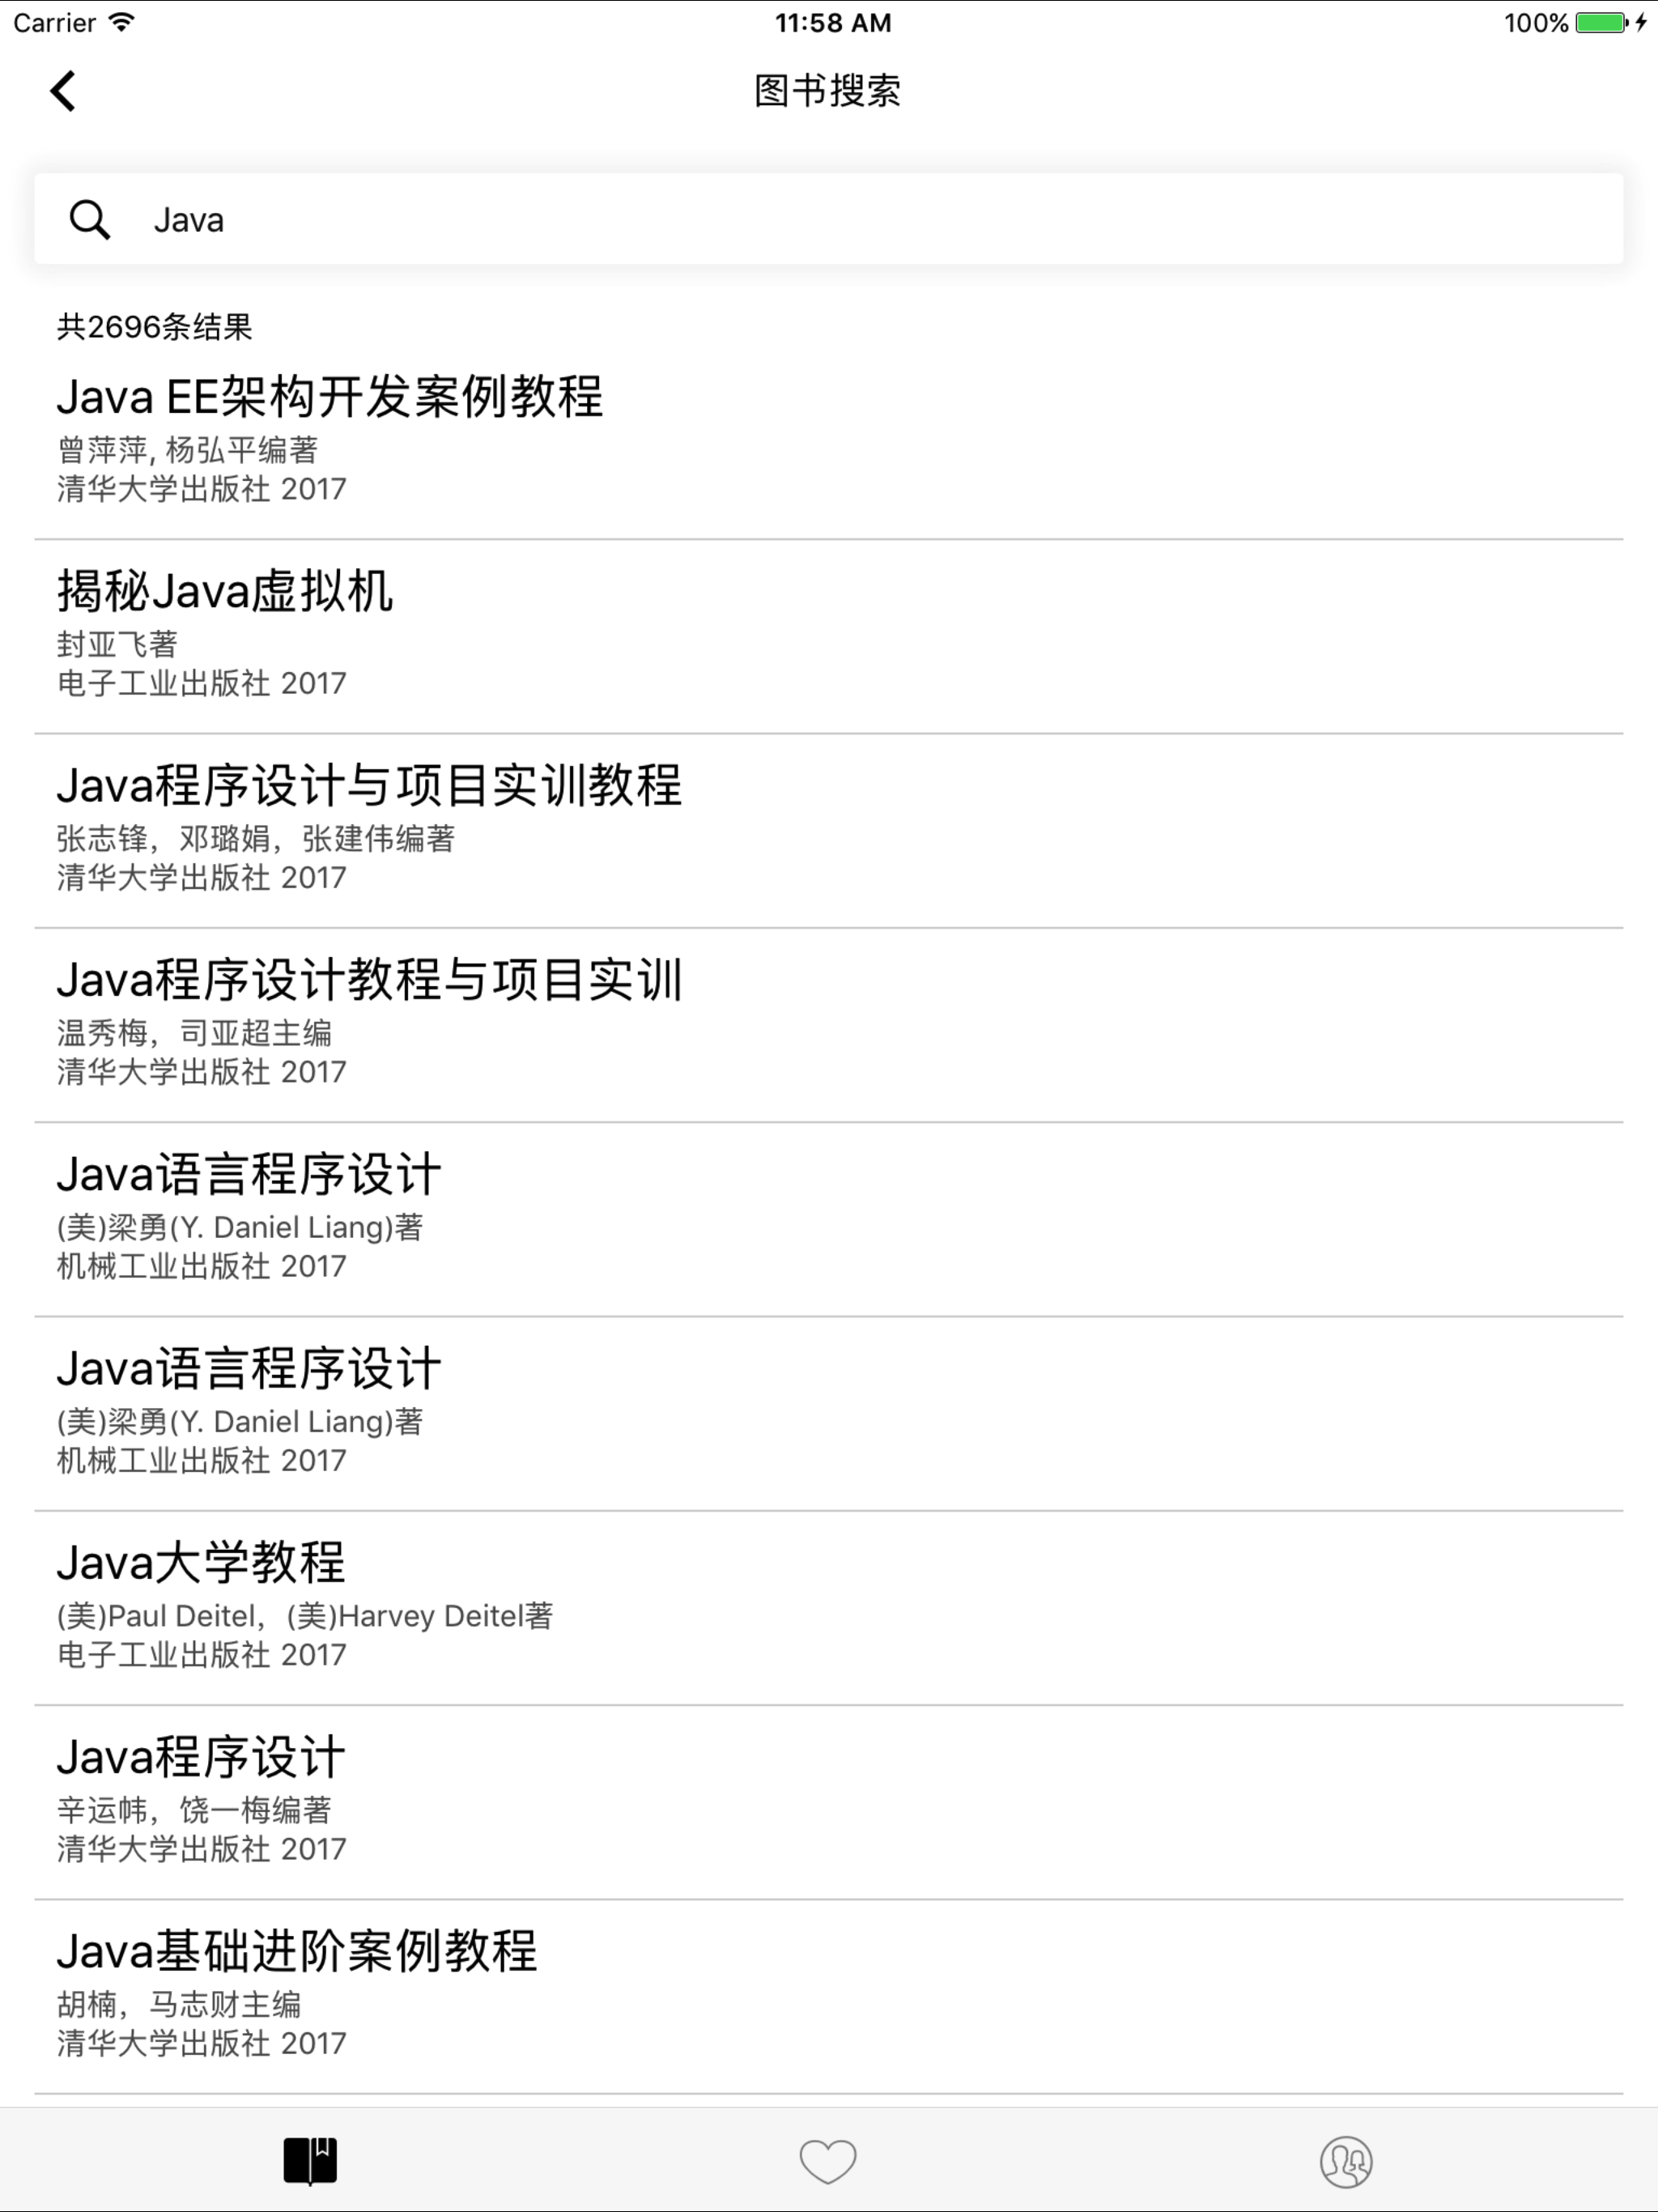 Carrier
11:58 AM
100%
图书搜索
Java
共2696条结果
Java EE架构开发案例教程
曾萍萍, 杨弘平编著
清华大学出版社 2017
揭秘Java虚拟机
封亚飞著
电子工业出版社 2017
Java程序设计与项目实训教程
张志锋，邓璐娟，张建伟编著
清华大学出版社 2017
Java程序设计教程与项目实训
温秀梅，司亚超主编
清华大学出版社 2017
Java语言程序设计
(美)梁勇(Y. Daniel Liang)著
机械工业出版社 2017
Java语言程序设计
(美)梁勇(Y. Daniel Liang)著
机械工业出版社 2017
Java大学教程
(美)Paul Deitel，(美)Harvey Deitel著
电子工业出版社 2017
Java程序设计
辛运帏，饶一梅编著
清华大学出版社 2017
Java基础进阶案例教程
胡楠，马志财主编
清华大学出版社 2017